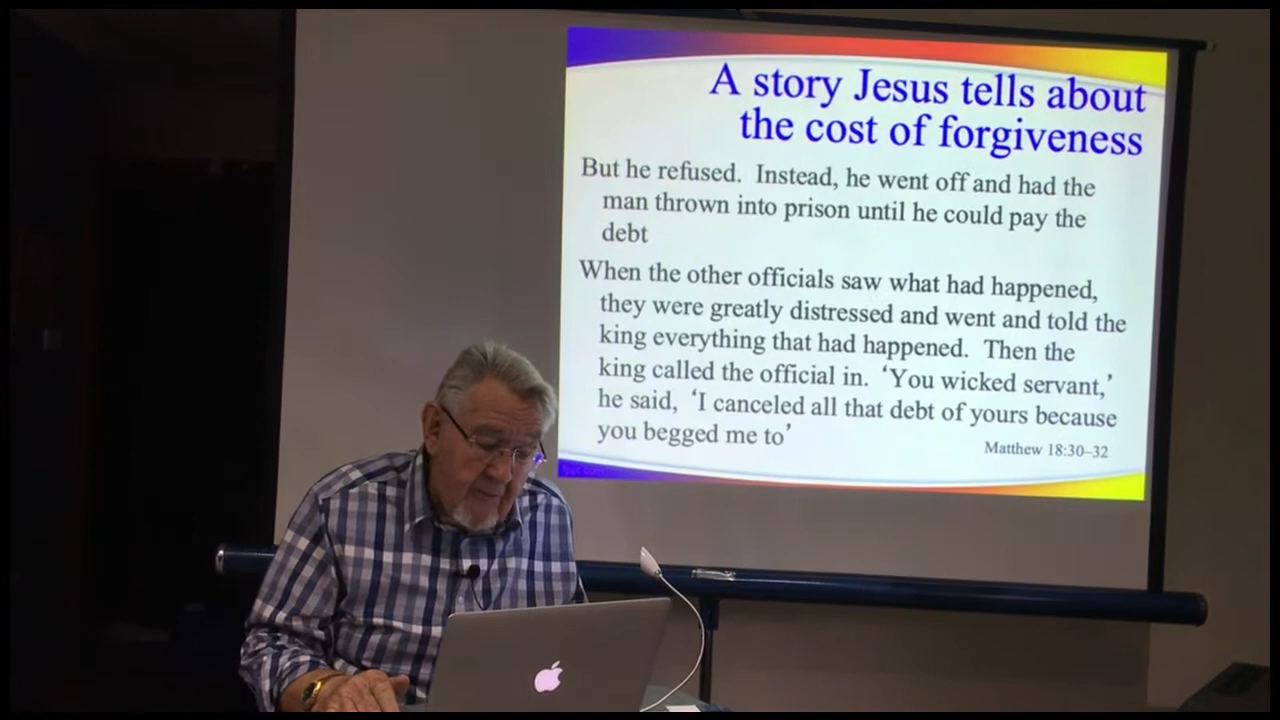 A story Jesus tells about
the cost of forgiveness
But he refused.  Instead, he went off and had the
man thrown into prison until he could pay the
debt
When the other officials saw what had happened,
they were greatly distressed and went and told the
king everything that had happened.  Then the
king called the official in.  ‘You wicked servant,’
he said, ‘I canceled all that debt of yours because
you begged me to’
Matthew 18:30–32